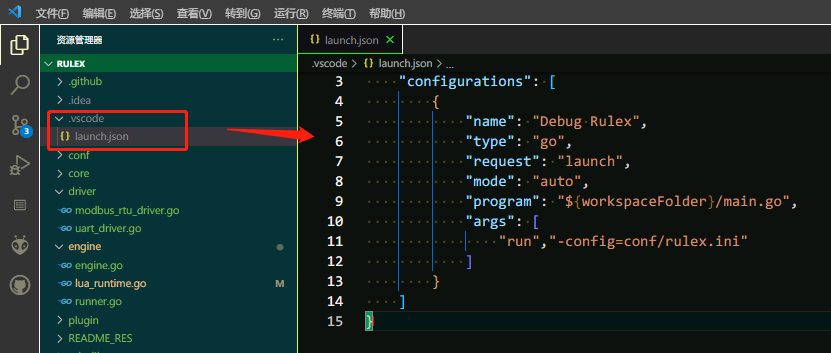 文件(F) 编辑(E) 选择(S) 查看(V) 转到(G) 运行(R) 终端(T) 帮助(H)
资源管理器 ···
RULEX
.github
.idea
.vscode
{} launch.json
conf
core
driver
modbus_rtu_driver.go
uart_driver.go
engine
engine.go
lua_runtime.go M
runner.go
plugin
README_RES
3
{} launch.json ×
.vscode > {} launch.json > ...
3 "configurations": [
4 {
5 "name": "Debug Rulex",
6 "type": "go",
7 "request": "launch",
8 "mode": "auto",
9 "program": "${workspaceFolder}/main.go",
10 "args": [
11 "run","-config=conf/rulex.ini"
12 ]
13 }
14 ]
15 }